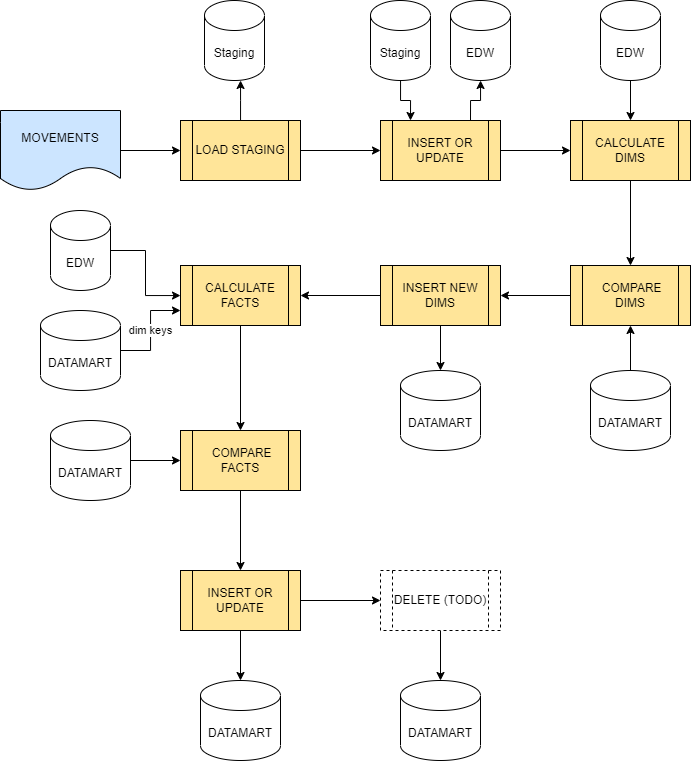 Staging
Staging
EDW
EDW
MOVEMENTS
LOAD STAGING
INSERT OR
UPDATE
CALCULATE
DIMS
EDW
CALCULATE
FACTS
INSERT NEW
DIMS
COMPARE
DIMS
dim keys
DATAMART
DATAMART
DATAMART
COMPARE
FACTS
DATAMART
INSERT OR
UPDATE
DELETE (TODO)
DATAMART
DATAMART